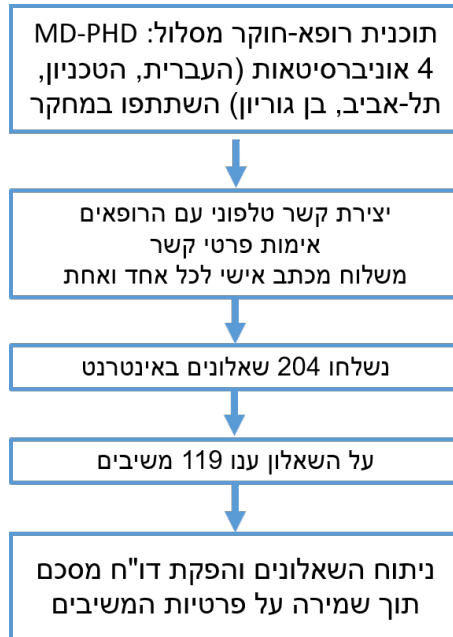 תוכנית רופא-חוקר מסלול: MD-PHD
4 אוניברסיטאות (העברית, הטכניון,
תל-אביב, בן גוריון) השתתפו במחקר
יצירת קשר טלפוני עם הרופאים
אימות פרטי קשר
משלוח מכתב אישי לכל אחד ואחת
נשלחו 204 שאלונים באינטרנט
על השאלון ענו 119 משיבים
ניתוח השאלונים והפקת דו"ח מסכם
תוך שמירה על פרטיות המשיבים